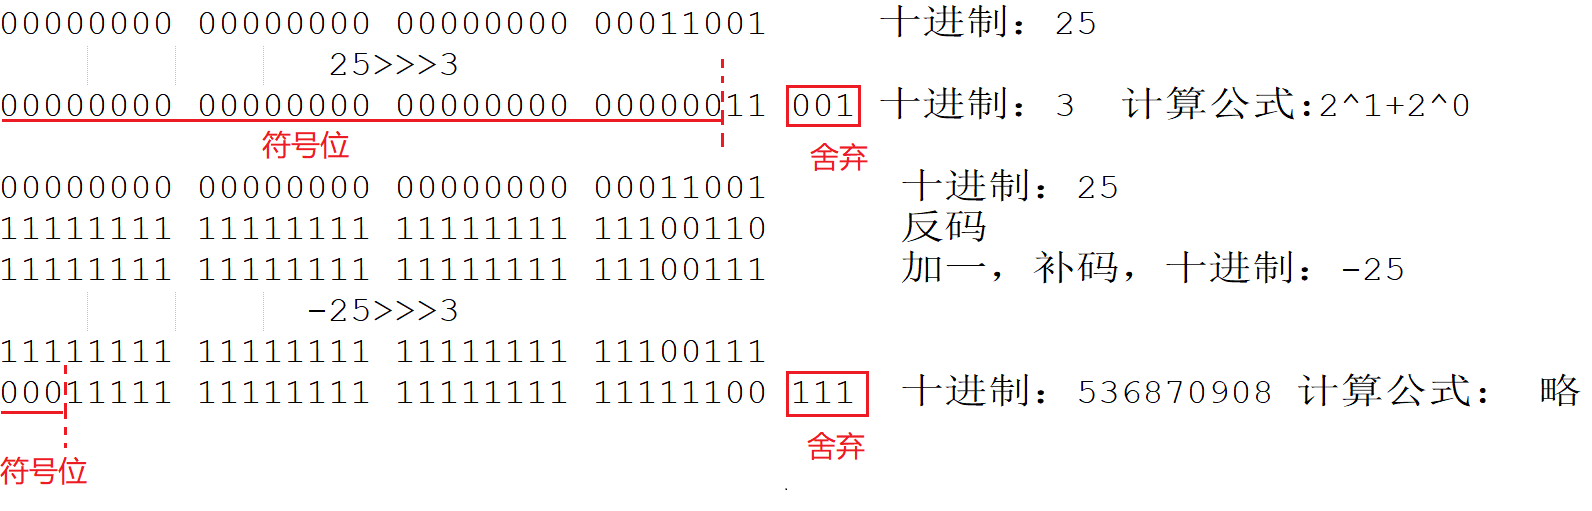 00000000 00000000 00000000 00011001 十进制：25
25>>>3
00000000 00000000 00000000 00000011 001 十进制：3 计算公式：2^1+2^0
符号位
舍弃
00000000 00000000 00000000 00011001 十进制：25
11111111 11111111 11111111 11100110 反码
11111111 11111111 11111111 11100111 加一，补码，十进制：-25
-25>>>3
11111111 11111111 11111111 11100111
00011111 11111111 11111111 11111100 111 十进制：536870908 计算公式： 略
舍弃
符号位